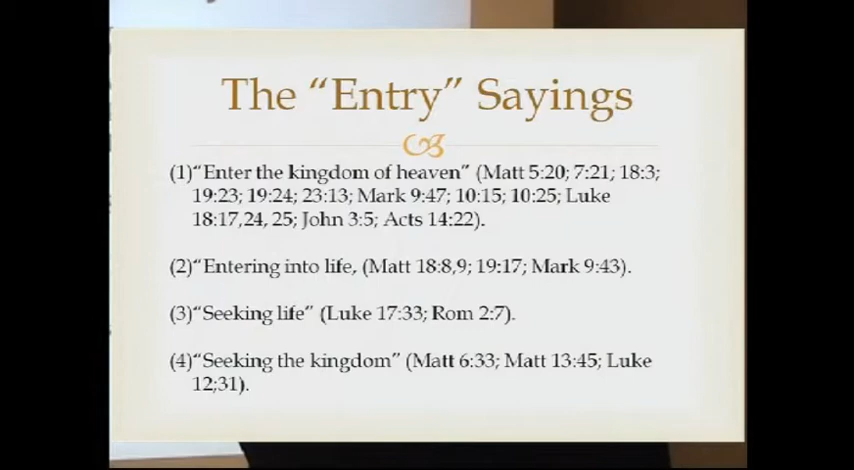 The “Entry” Sayings
(1)“Enter the kingdom of heaven” (Matt 5:20; 7:21; 18:3;
19:23; 19:24; 23:13; Mark 9:47; 10:15; 10:25; Luke
18:17,24, 25; John 3:5; Acts 14:22).
(2)“Entering into life, (Matt 18:8,9; 19:17; Mark 9:43).
(3)“Seeking life” (Luke 17:33; Rom 2:7).
(4)“Seeking the kingdom” (Matt 6:33; Matt 13:45; Luke
12;31).